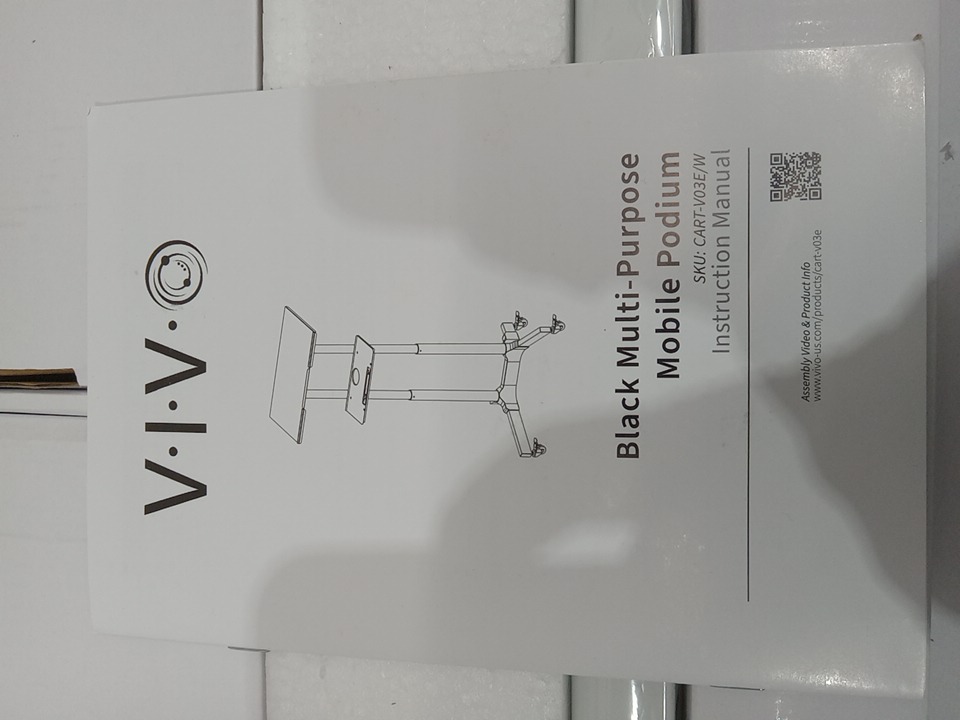 V·I·V·O
Black Multi-Purpose
Mobile Podium
SKU: CART-V03E/W
Instruction Manual
Assembly Video & Product Info
www.vivo-us.com/products/cart-v03e